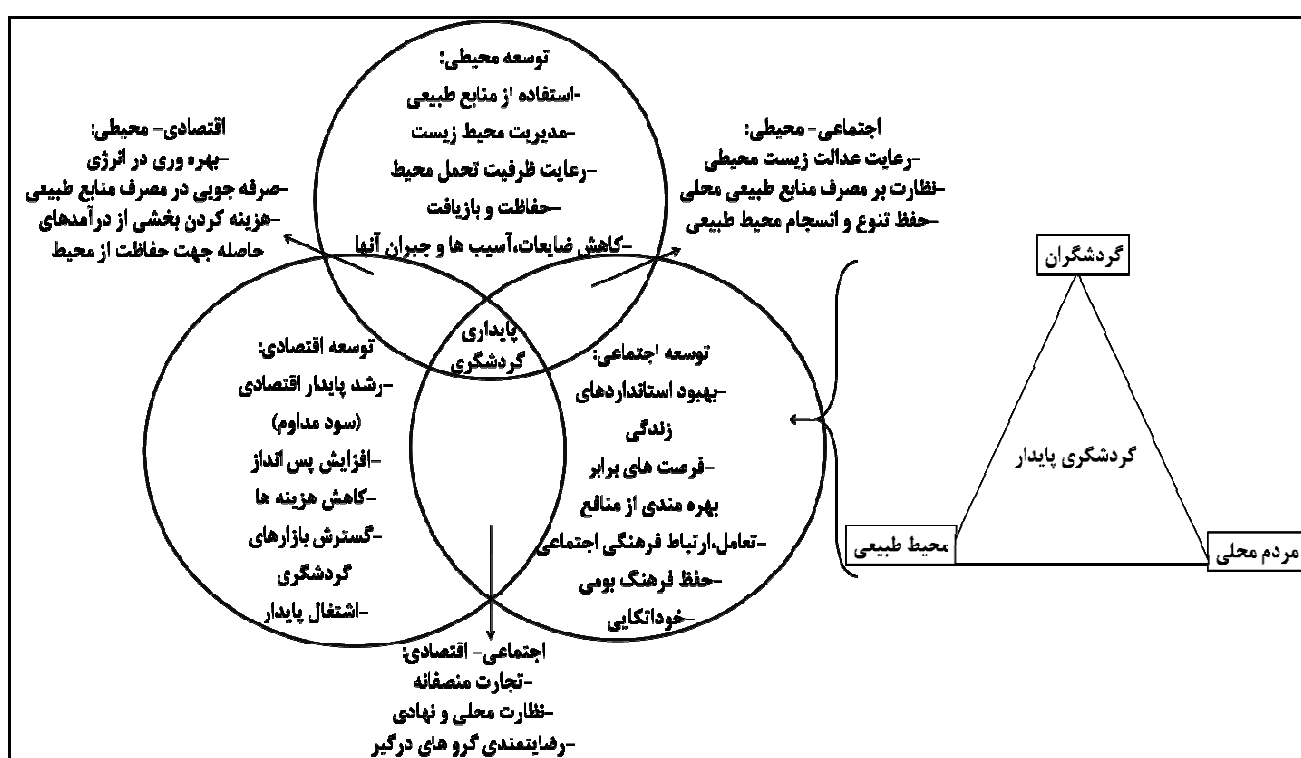 توسعه محیطی:
-استفاده از منابع طبیعی
-مدیریت محیط زیست
-رعایت ظرفیت تحمل محیط
-حفاظت و بازیافت
-کاهش ضایعات،آسیب ها و جبران آنها
اجتماعی- محیطی:
-رعایت عدالت زیست محیطی
-نظارت بر مصرف منابع طبیعی محلی
-حفظ تنوع و انسجام محیط طبیعی
اقتصادی- محیطی:
-بهره وری در انرژی
-صرفه جویی در مصرف منابع طبیعی
-هزینه کردن بخشی از درآمدهای
حاصله جهت حفاظت از محیط
پایداری
گردشگری
توسعه اجتماعی:
-بهبود استانداردهای
زندگی
-فرصت های برابر
بهره مندی از منافع
-تعامل،ارتباط فرهنگی اجتماعی
-حفظ فرهنگ بومی
-خوداتکایی
توسعه اقتصادی:
-رشد پایدار اقتصادی
(سود مداوم)
-افزایش پس انداز
-کاهش هزینه ها
-گسترش بازارهای
گردشگری
-اشتغال پایدار
اجتماعی- اقتصادی:
-تجارت منصفانه
-نظارت محلی و نهادی
-رضایتمندی گرو های درگیر
گردشگران
گردشگری پایدار
مردم محلی
محیط طبیعی